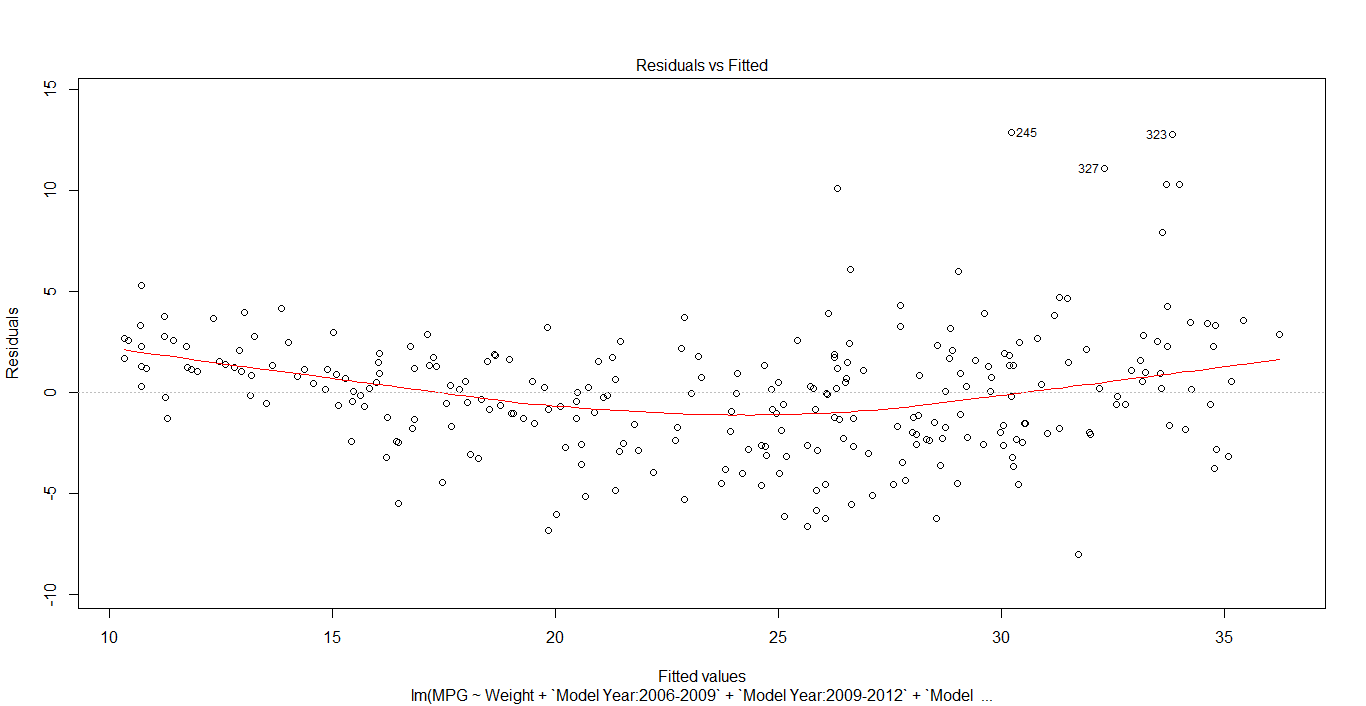 Residuals vs Fitted
15
10
5
0
-5
-10
Residuals
245
323
327
10 15 20 25 30 35
Fitted values
lm(MPG ~ Weight + `Model Year:2006-2009` + `Model Year:2009-2012` + `Model ...